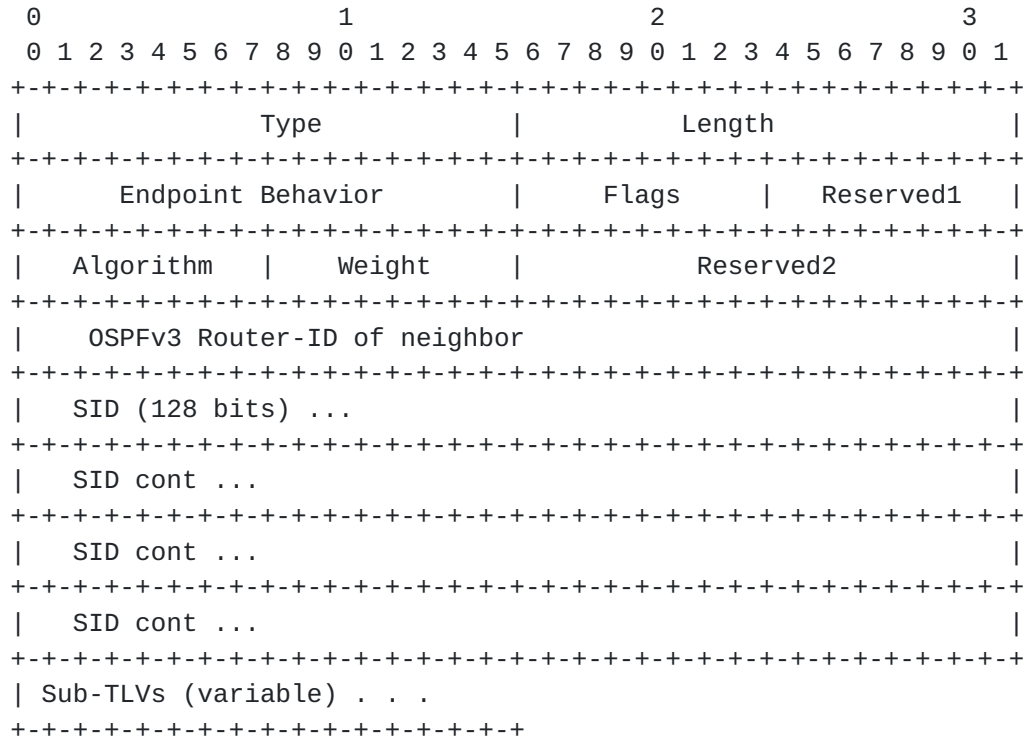 0                   1                   2                   3
 0 1 2 3 4 5 6 7 8 9 0 1 2 3 4 5 6 7 8 9 0 1 2 3 4 5 6 7 8 9 0 1
+-+-+-+-+-+-+-+-+-+-+-+-+-+-+-+-+-+-+-+-+-+-+-+-+-+-+-+-+-+-+-+-+
|               Type            |          Length               |
+-+-+-+-+-+-+-+-+-+-+-+-+-+-+-+-+-+-+-+-+-+-+-+-+-+-+-+-+-+-+-+-+
|      Endpoint Behavior        |     Flags     |   Reserved1   |
+-+-+-+-+-+-+-+-+-+-+-+-+-+-+-+-+-+-+-+-+-+-+-+-+-+-+-+-+-+-+-+-+
|   Algorithm   |    Weight     |           Reserved2           |
+-+-+-+-+-+-+-+-+-+-+-+-+-+-+-+-+-+-+-+-+-+-+-+-+-+-+-+-+-+-+-+-+
|    OSPFv3 Router-ID of neighbor                               |
+-+-+-+-+-+-+-+-+-+-+-+-+-+-+-+-+-+-+-+-+-+-+-+-+-+-+-+-+-+-+-+-+
|   SID (128 bits) ...                                          |
+-+-+-+-+-+-+-+-+-+-+-+-+-+-+-+-+-+-+-+-+-+-+-+-+-+-+-+-+-+-+-+-+
|   SID cont ...                                                |
+-+-+-+-+-+-+-+-+-+-+-+-+-+-+-+-+-+-+-+-+-+-+-+-+-+-+-+-+-+-+-+-+
|   SID cont ...                                                |
+-+-+-+-+-+-+-+-+-+-+-+-+-+-+-+-+-+-+-+-+-+-+-+-+-+-+-+-+-+-+-+-+
|   SID cont ...                                                |
+-+-+-+-+-+-+-+-+-+-+-+-+-+-+-+-+-+-+-+-+-+-+-+-+-+-+-+-+-+-+-+-+
| Sub-TLVs (variable) . . .
+-+-+-+-+-+-+-+-+-+-+-+-+-+-+-+-+